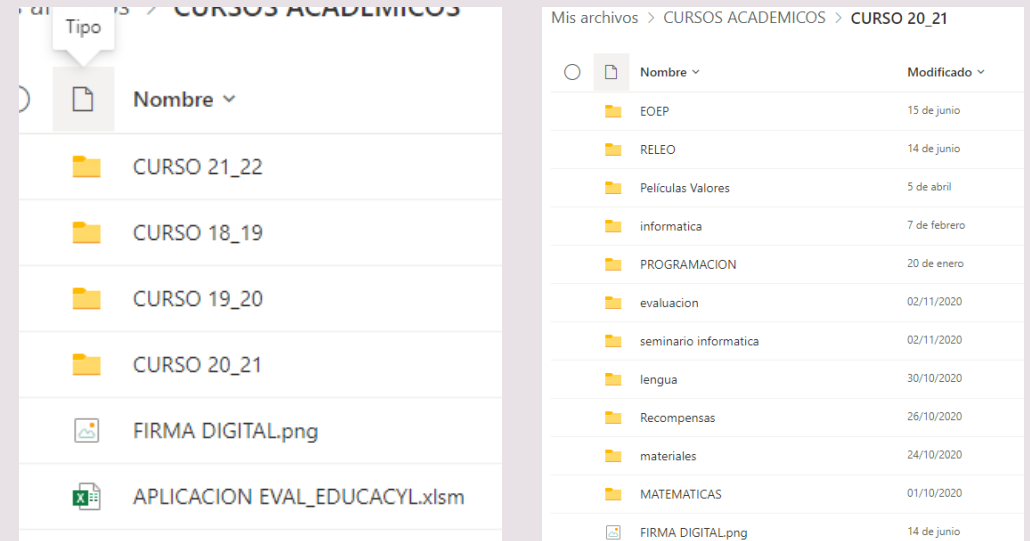 Tipo
> CURSOS ACADEMICOS
Nombre
CURSO 21_22
CURSO 18_19
CURSO 19_20
CURSO 20_21
FIRMA DIGITAL.png
APLICACION EVAL_EDUCACYL.xlsm
Mis archivos > CURSOS ACADEMICOS > CURSO 20_21
Nombre Modificado
EOEP 15 de junio
RELEO 14 de junio
Películas Valores 5 de abril
informatica 7 de febrero
PROGRAMACION 20 de enero
evaluacion 02/11/2020
seminario informatica 02/11/2020
lengua 30/10/2020
Recompensas 26/10/2020
materiales 24/10/2020
MATEMATICAS 01/10/2020
FIRMA DIGITAL.png 14 de junio